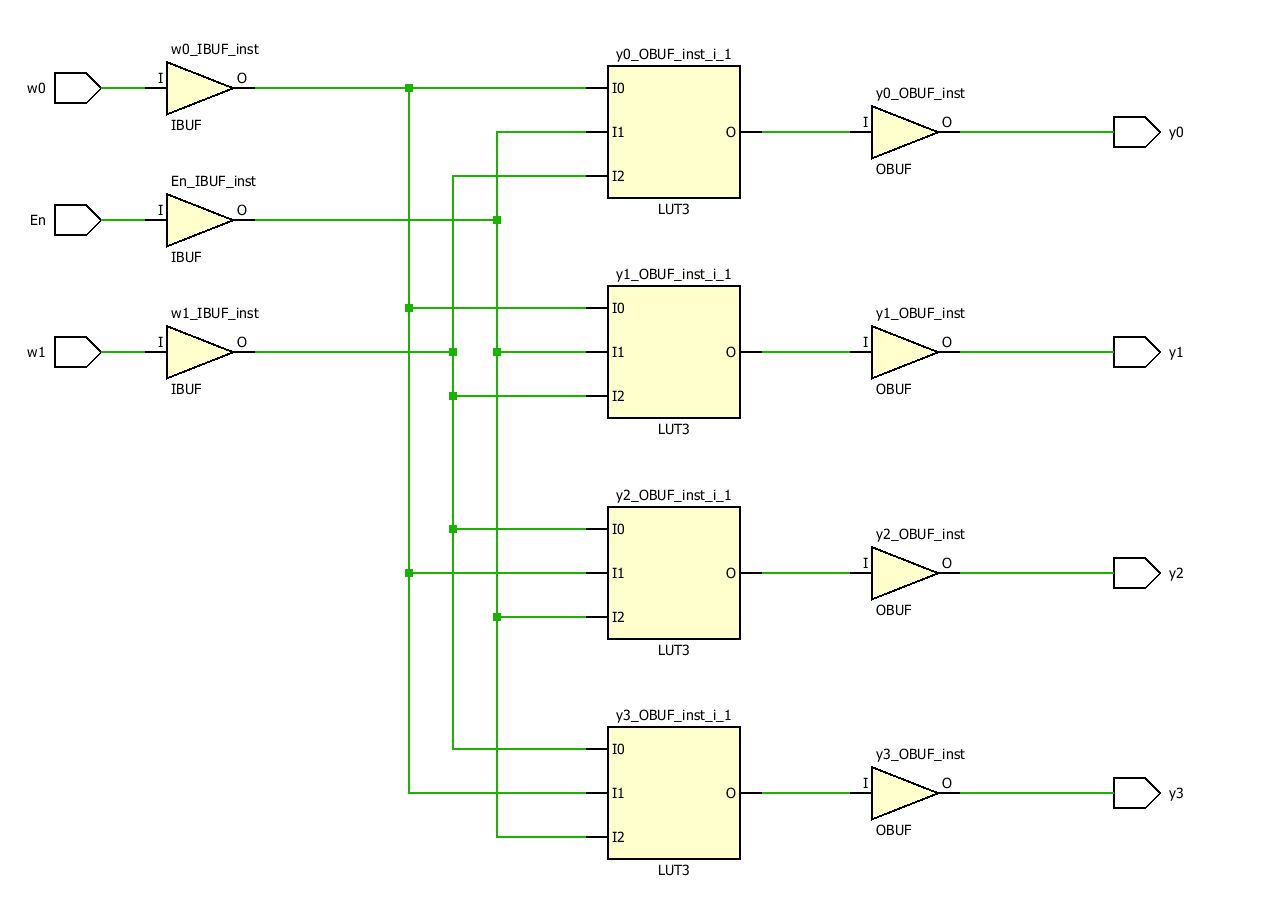 w0_IBUF_inst
w0
I
O
IBUF
En_IBUF_inst
En
I
O
IBUF
w1_IBUF_inst
w1
I
O
IBUF
y0_OBUF_inst_i_1
I0
I1
I2
O
LUT3
y0_OBUF_inst
I
O
OBUF
y0
y1_OBUF_inst_i_1
I0
I1
I2
O
LUT3
y1_OBUF_inst
I
O
OBUF
y1
y2_OBUF_inst_i_1
I0
I1
I2
O
LUT3
y2_OBUF_inst
I
O
OBUF
y2
y3_OBUF_inst_i_1
I0
I1
I2
O
LUT3
y3_OBUF_inst
I
O
OBUF
y3